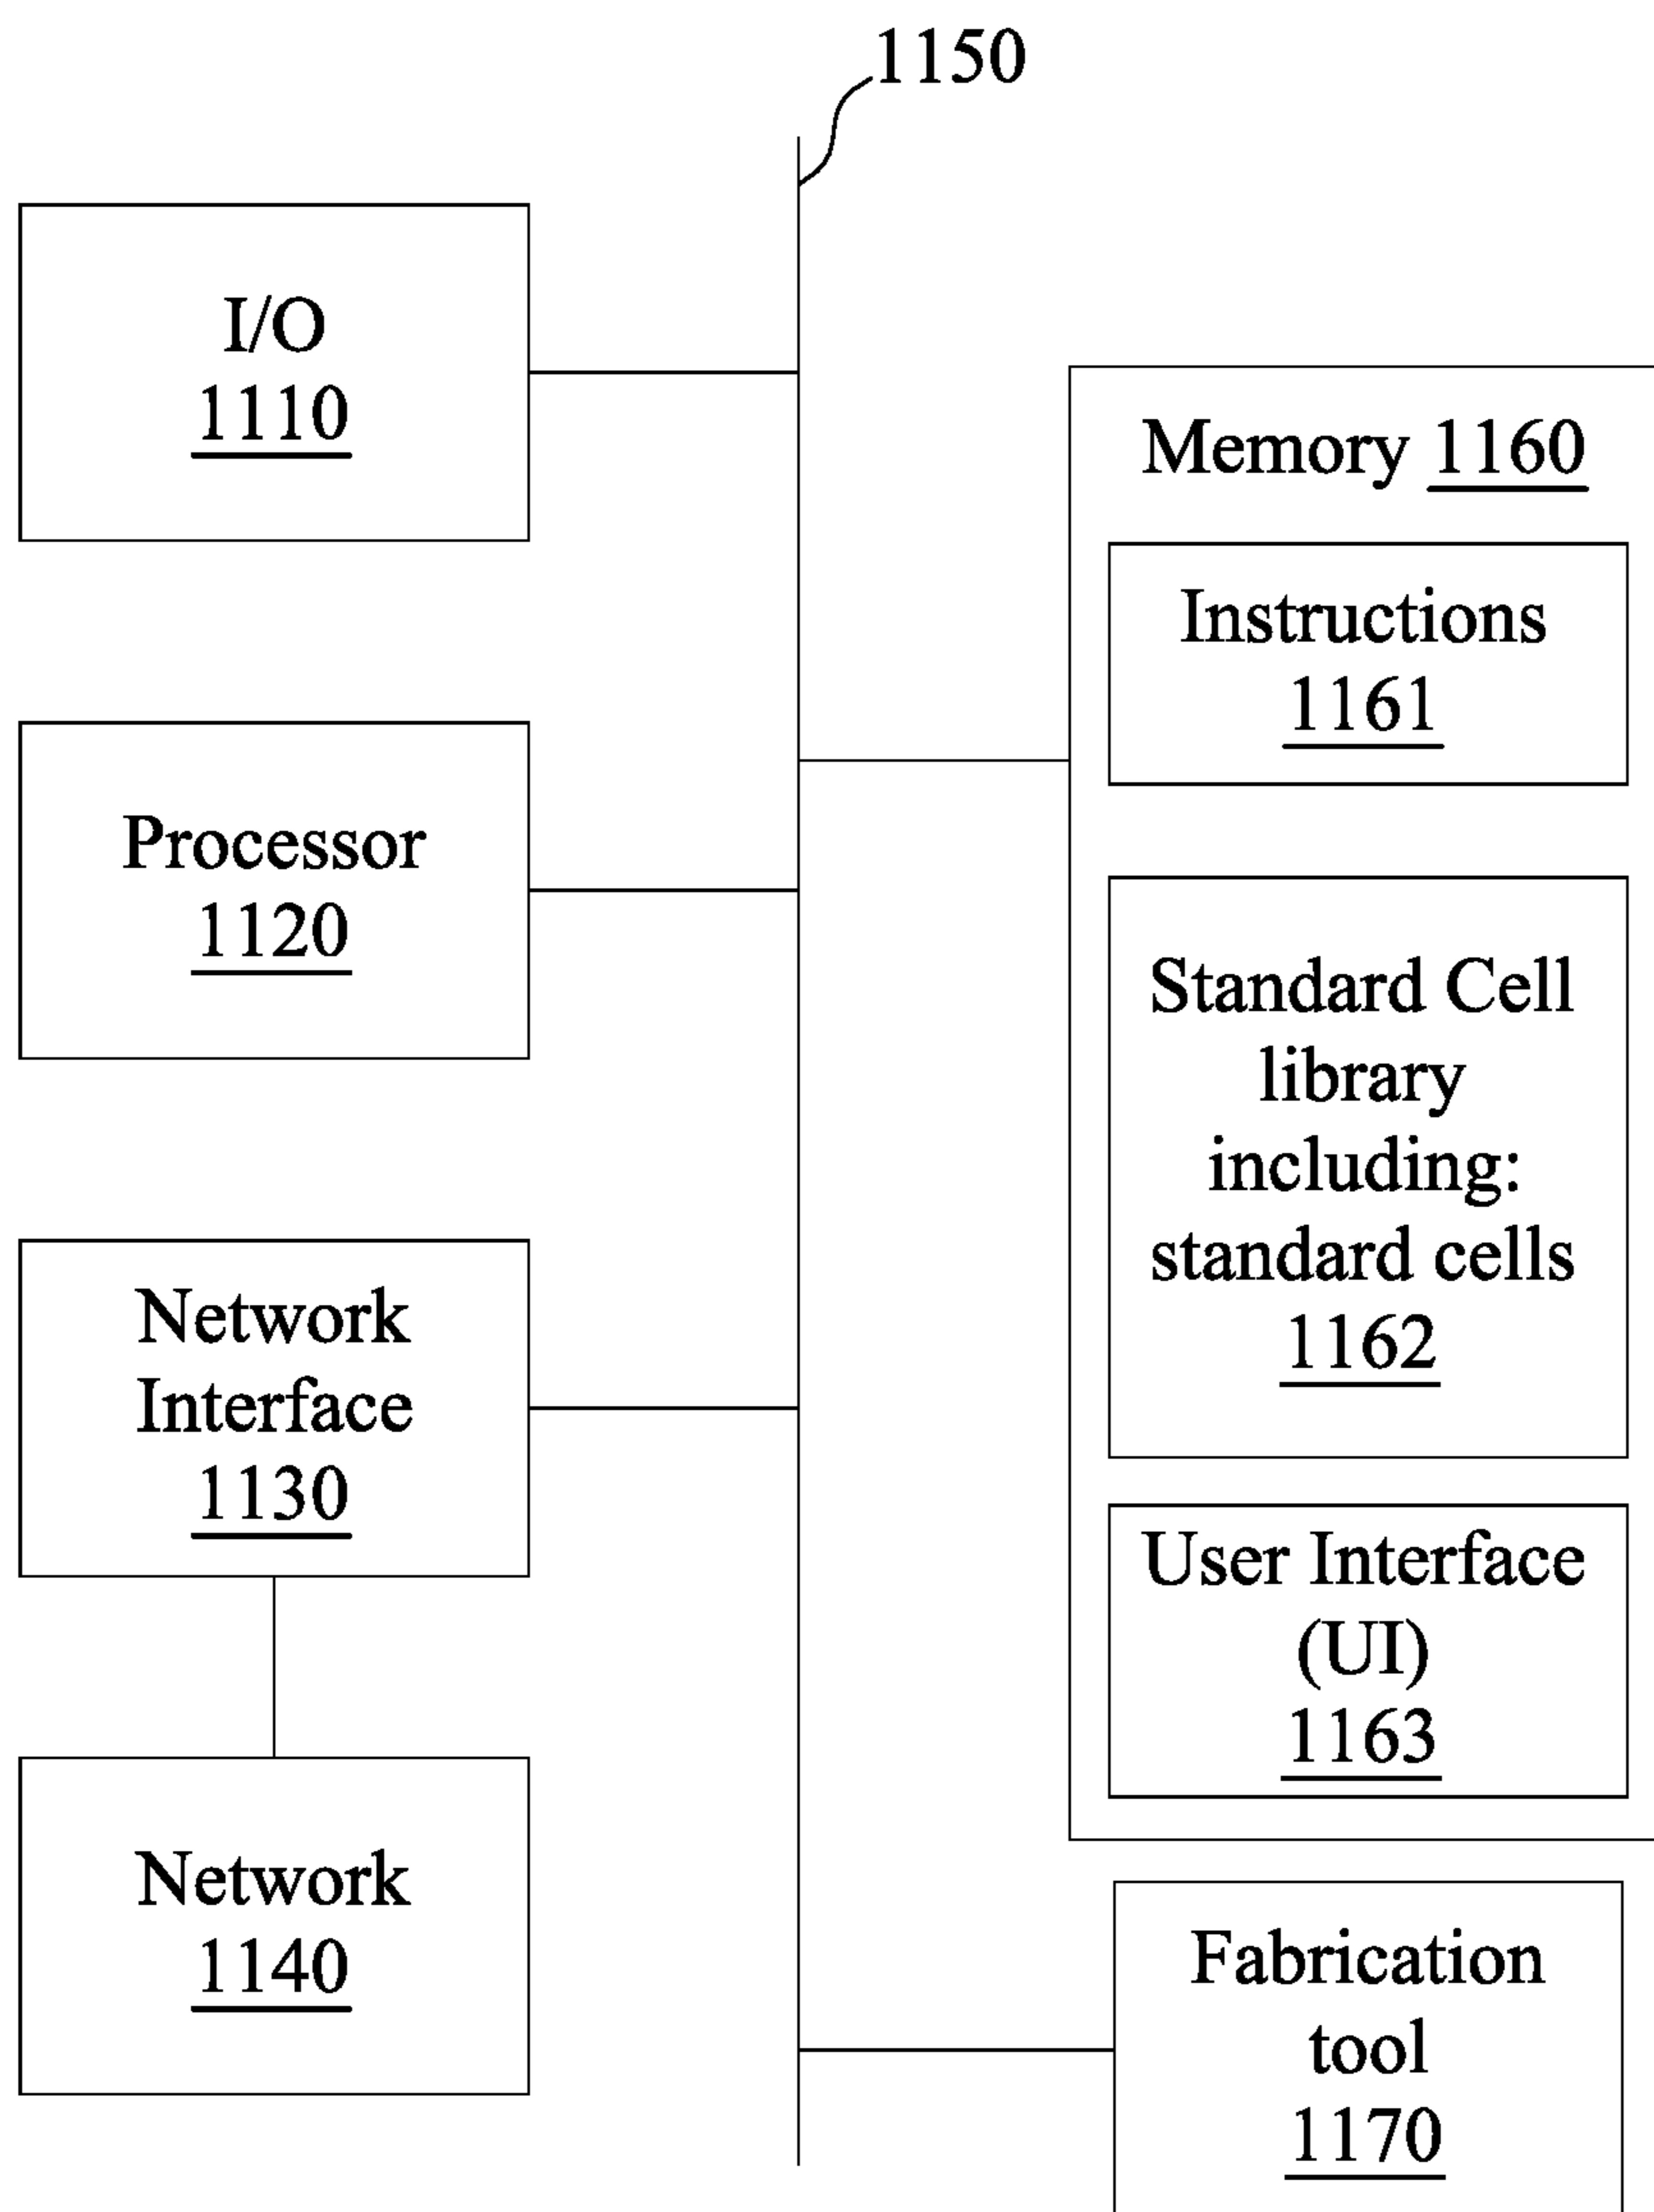 1150
I/O
1110
Processor
1120
Network
Interface
1130
Network
1140
Memory 1160
Instructions
1161
Standard Cell
library
including:
standard cells
1162
User Interface
(UI)
1163
Fabrication
tool
1170